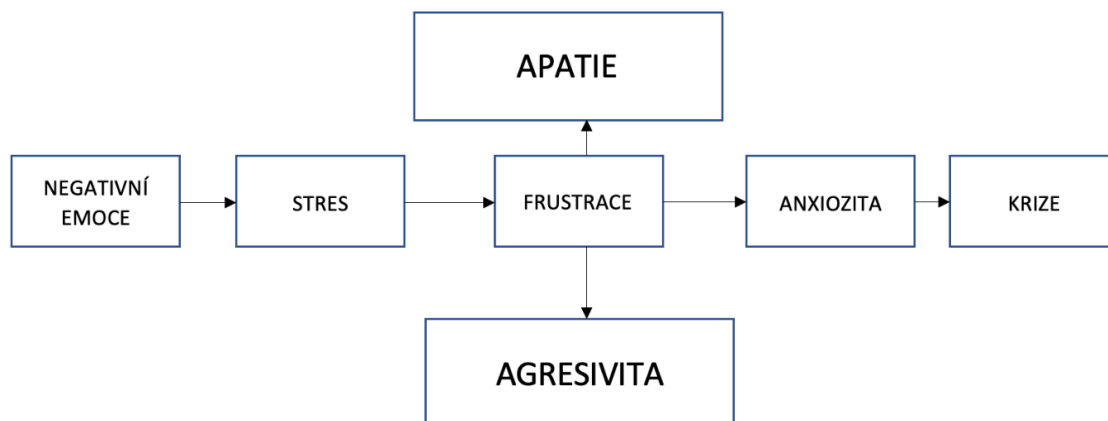 APATIE
NEGATIVNÍ
EMOCE
STRES
FRUSTRACE
ANXIOZITA
KRIZE
AGRESIVITA